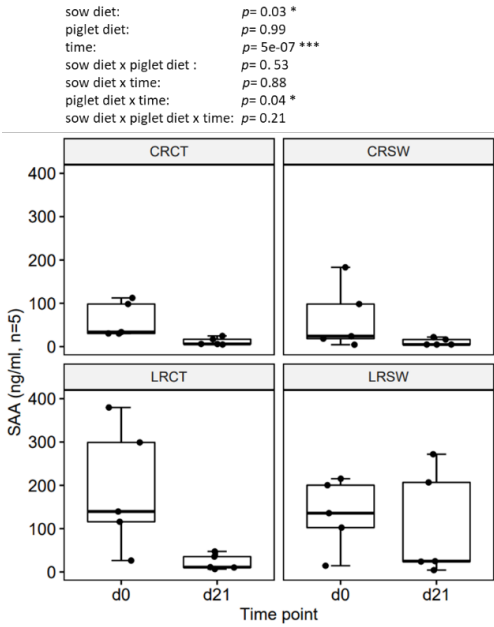 sow diet: p= 0.03 *
piglet diet: p= 0.99
time: p= 5e-07 ***
sow diet x piglet diet : p= 0. 53
sow diet x time: p= 0.88
piglet diet x time: p= 0.04 *
sow diet x piglet diet x time: p= 0.21
CRCT CRSW
400
300
200
100
0
LRCT LRSW
400
300
200
100
0
SAA (ng/ml, n=5)
d0 d21 d0 d21
Time point